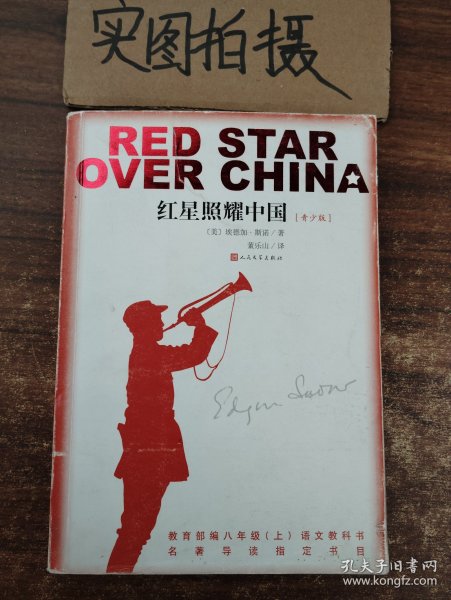 实图拍摄
RED STAR
OVER CHINA
红星照耀中国 [青少版]
〔美〕埃德加·斯诺/著
董乐山/译
人民文学出版社
Edgar Snow
教育部编八年级(上)语文教科书
名著导读指定书目
孔夫子旧书网
www.kongfz.com